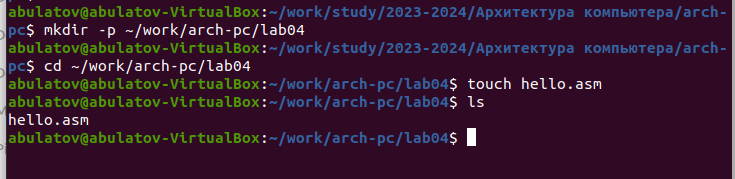 abulatov@abulatov-VirtualBox:~/work/study/2023-2024/Архитектура компьютера/arch-
pc$ mkdir -p ~/work/arch-pc/lab04
abulatov@abulatov-VirtualBox:~/work/study/2023-2024/Архитектура компьютера/arch-
pc$ cd ~/work/arch-pc/lab04
abulatov@abulatov-VirtualBox:~/work/arch-pc/lab04$ touch hello.asm
abulatov@abulatov-VirtualBox:~/work/arch-pc/lab04$ ls
hello.asm
abulatov@abulatov-VirtualBox:~/work/arch-pc/lab04$